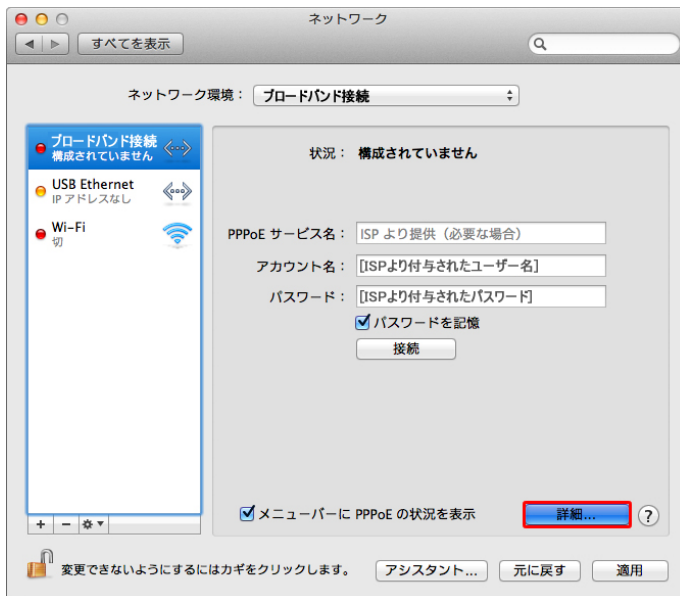 ネットワーク
すべてを表示
ネットワーク環境： ブロードバンド接続
ブロードバンド接続
構成されていません
USB Ethernet
IP アドレスなし
Wi-Fi
切
状況： 構成されていません
PPPoE サービス名： ISP より提供（必要な場合）
アカウント名： [ISPより付与されたユーザー名]
パスワード： [ISPより付与されたパスワード]
パスワードを記憶
接続
メニューバーに PPPoE の状況を表示
詳細...
?
変更できないようにするにはカギをクリックします。
アシスタント...
元に戻す
適用